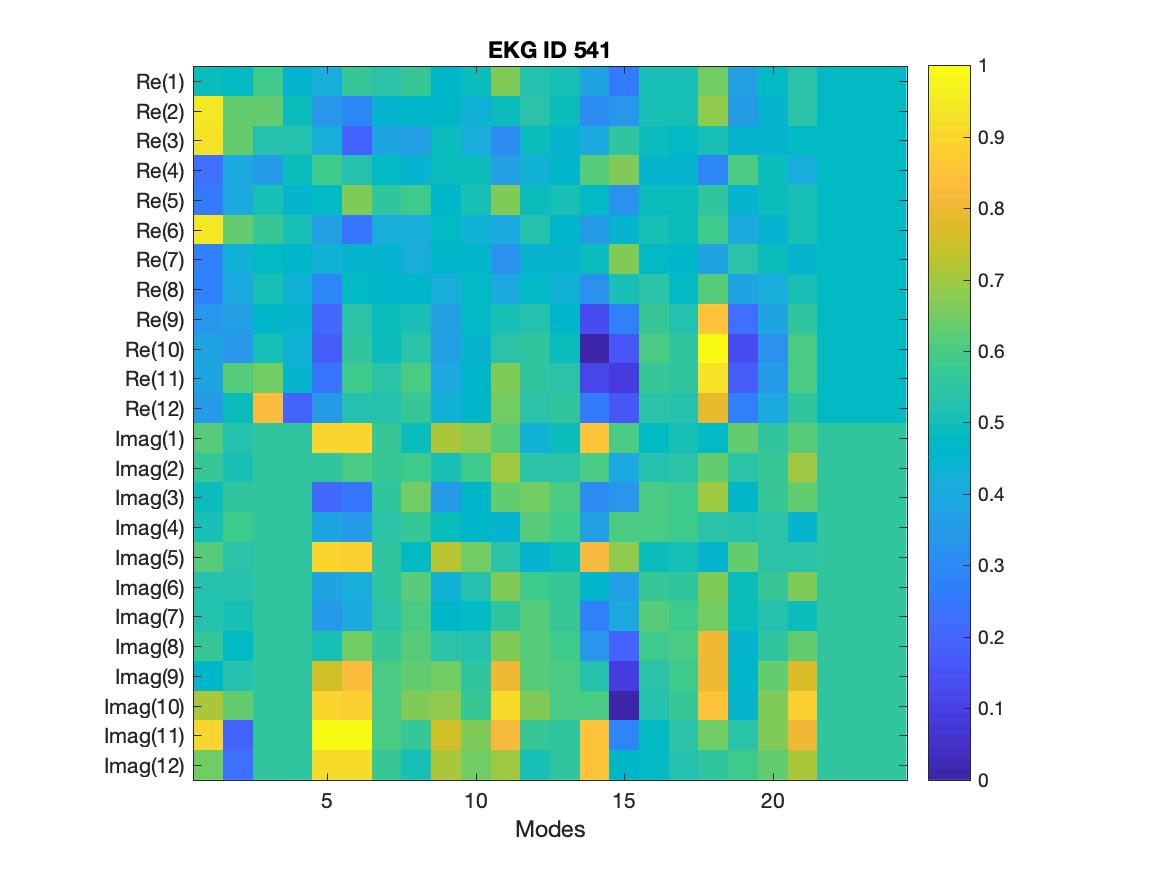 EKG ID 541
Re(1)
Re(2)
Re(3)
Re(4)
Re(5)
Re(6)
Re(7)
Re(8)
Re(9)
Re(10)
Re(11)
Re(12)
Imag(1)
Imag(2)
Imag(3)
Imag(4)
Imag(5)
Imag(6)
Imag(7)
Imag(8)
Imag(9)
Imag(10)
Imag(11)
Imag(12)
5 10 15 20
Modes
1
0.9
0.8
0.7
0.6
0.5
0.4
0.3
0.2
0.1
0